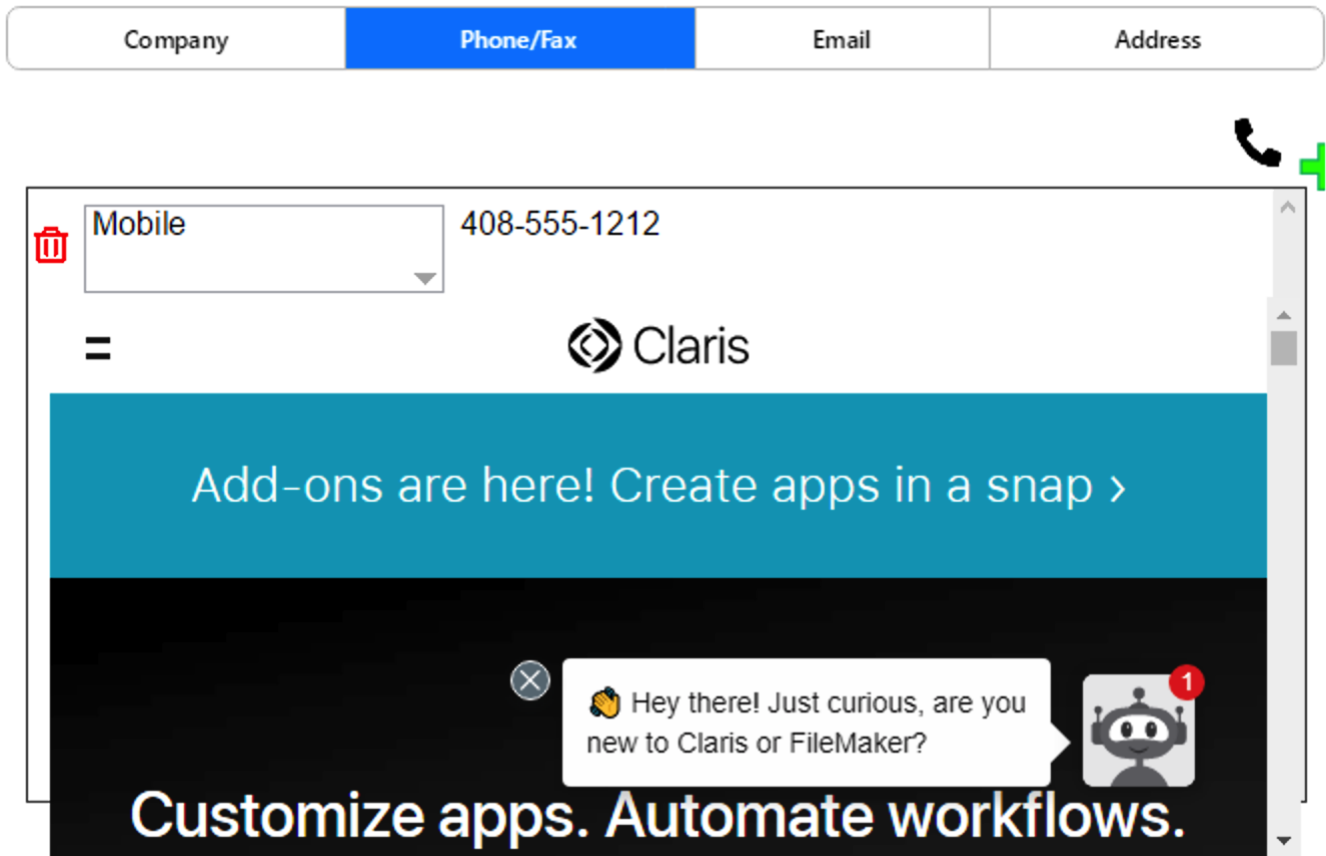 Company Phone/Fax Email Address
Mobile 408-555-1212
Claris
Add-ons are here! Create apps in a snap ›
1
👋 Hey there! Just curious, are you
new to Claris or FileMaker?
Customize apps. Automate workflows.